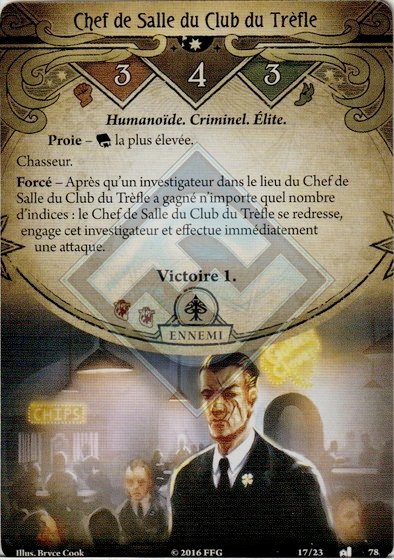 Chef de Salle du Club du Trèfle
3 4 3
Humanoïde. Criminel. Élite.
Proie – la plus élevée.
Chasseur.
Forcé – Après qu'un investigateur dans le lieu du Chef de
Salle du Club du Trèfle a gagné n'importe quel nombre
d'indices : le Chef de Salle du Club du Trèfle se redresse,
engage cet investigateur et effectue immédiatement
une attaque.
Victoire 1.
ENNEMI
CHIPS
Illus. Bryce Cook © 2016 FFG 17/23 78